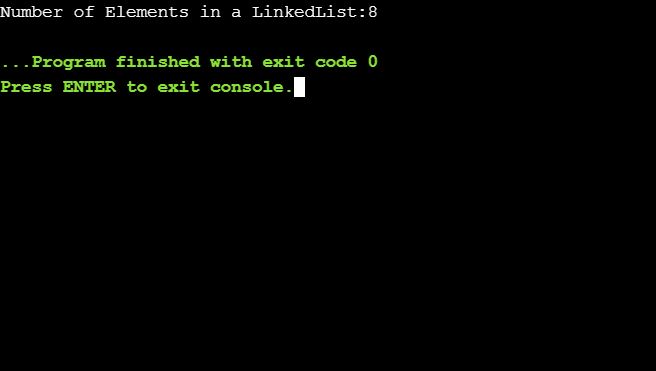 Number of Elements in a LinkedList:8
...Program finished with exit code 0
Press ENTER to exit console.